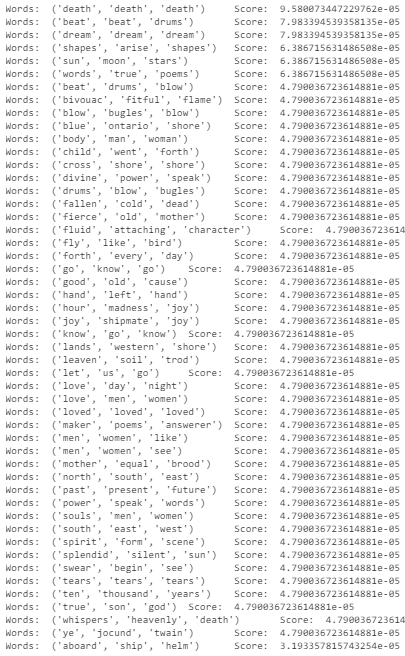 Words: ('death', 'death', 'death') Score: 9.580073447229762e-05
Words: ('beat', 'beat', 'drums') Score: 7.983394539358135e-05
Words: ('dream', 'dream', 'dream') Score: 7.983394539358135e-05
Words: ('shapes', 'arise', 'shapes') Score: 6.386715631486508e-05
Words: ('sun', 'moon', 'stars') Score: 6.386715631486508e-05
Words: ('words', 'true', 'poems') Score: 6.386715631486508e-05
Words: ('beat', 'drums', 'blow') Score: 4.790036723614881e-05
Words: ('bivouac', 'fitful', 'flame') Score: 4.790036723614881e-05
Words: ('blow', 'bugles', 'blow') Score: 4.790036723614881e-05
Words: ('blue', 'ontario', 'shore') Score: 4.790036723614881e-05
Words: ('body', 'man', 'woman') Score: 4.790036723614881e-05
Words: ('child', 'went', 'forth') Score: 4.790036723614881e-05
Words: ('cross', 'shore', 'shore') Score: 4.790036723614881e-05
Words: ('divine', 'power', 'speak') Score: 4.790036723614881e-05
Words: ('drums', 'blow', 'bugles') Score: 4.790036723614881e-05
Words: ('fallen', 'cold', 'dead') Score: 4.790036723614881e-05
Words: ('fierce', 'old', 'mother') Score: 4.790036723614881e-05
Words: ('fluid', 'attaching', 'character') Score: 4.790036723614
Words: ('fly', 'like', 'bird') Score: 4.790036723614881e-05
Words: ('forth', 'every', 'day') Score: 4.790036723614881e-05
Words: ('go', 'know', 'go') Score: 4.790036723614881e-05
Words: ('good', 'old', 'cause') Score: 4.790036723614881e-05
Words: ('hand', 'left', 'hand') Score: 4.790036723614881e-05
Words: ('hour', 'madness', 'joy') Score: 4.790036723614881e-05
Words: ('joy', 'shipmate', 'joy') Score: 4.790036723614881e-05
Words: ('know', 'go', 'know') Score: 4.790036723614881e-05
Words: ('lands', 'western', 'shore') Score: 4.790036723614881e-05
Words: ('leaven', 'soil', 'trod') Score: 4.790036723614881e-05
Words: ('let', 'us', 'go') Score: 4.790036723614881e-05
Words: ('love', 'day', 'night') Score: 4.790036723614881e-05
Words: ('love', 'men', 'women') Score: 4.790036723614881e-05
Words: ('loved', 'loved', 'loved') Score: 4.790036723614881e-05
Words: ('maker', 'poems', 'answerer') Score: 4.790036723614881e-05
Words: ('men', 'women', 'like') Score: 4.790036723614881e-05
Words: ('men', 'women', 'see') Score: 4.790036723614881e-05
Words: ('mother', 'equal', 'brood') Score: 4.790036723614881e-05
Words: ('north', 'south', 'east') Score: 4.790036723614881e-05
Words: ('past', 'present', 'future') Score: 4.790036723614881e-05
Words: ('power', 'speak', 'words') Score: 4.790036723614881e-05
Words: ('souls', 'men', 'women') Score: 4.790036723614881e-05
Words: ('south', 'east', 'west') Score: 4.790036723614881e-05
Words: ('spirit', 'form', 'scene') Score: 4.790036723614881e-05
Words: ('splendid', 'silent', 'sun') Score: 4.790036723614881e-05
Words: ('swear', 'begin', 'see') Score: 4.790036723614881e-05
Words: ('tears', 'tears', 'tears') Score: 4.790036723614881e-05
Words: ('ten', 'thousand', 'years') Score: 4.790036723614881e-05
Words: ('true', 'son', 'god') Score: 4.790036723614881e-05
Words: ('whispers', 'heavenly', 'death') Score: 4.790036723614
Words: ('ye', 'jocund', 'twain') Score: 4.790036723614881e-05
Words: ('aboard', 'ship', 'helm') Score: 3.193357815743254e-05